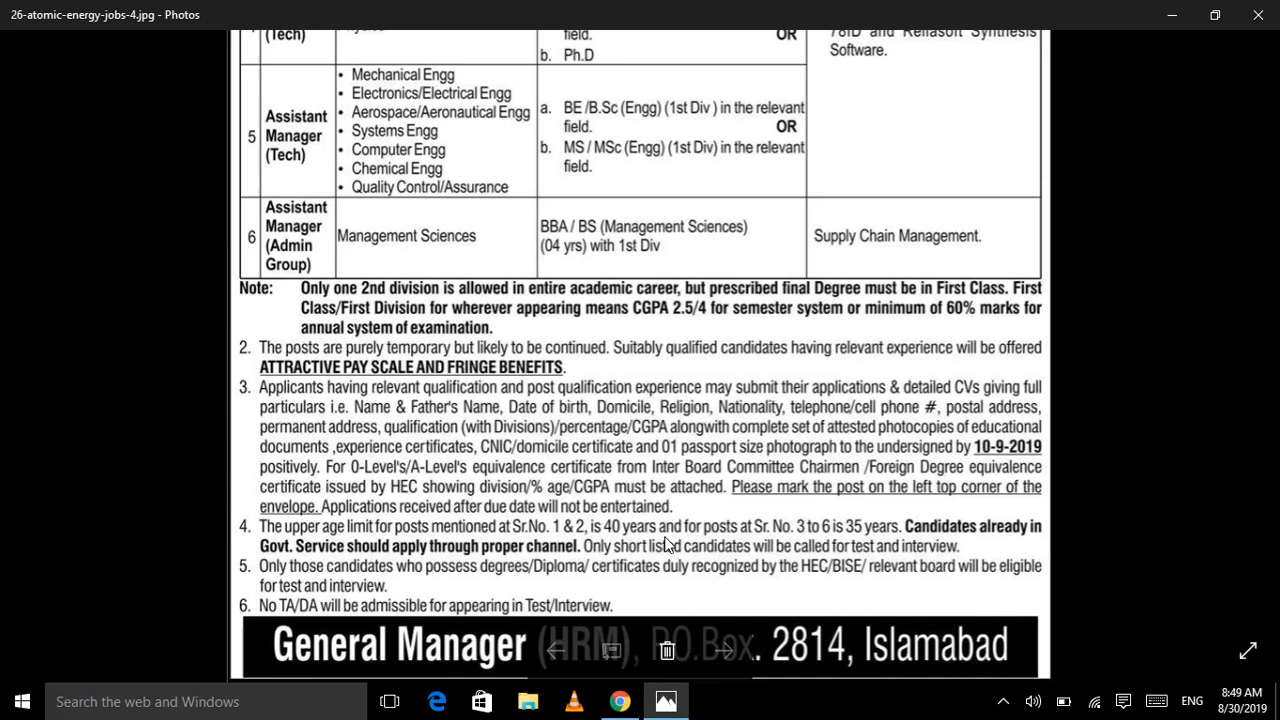 26-atomic-energy-jobs-4.jpg - Photos
(Tech)
field. OR
b. Ph.D
781D and Reliasoft Synthesis
Software.
5
Assistant
Manager
(Tech)
• Mechanical Engg
• Electronics/Electrical Engg
• Aerospace/Aeronautical Engg
• Systems Engg
• Computer Engg
• Chemical Engg
• Quality Control/Assurance
a. BE /B.Sc (Engg) (1st Div ) in the relevant
field. OR
b. MS / MSc (Engg) (1st Div) in the relevant
field.
6
Assistant
Manager
(Admin
Group)
Management Sciences
BBA / BS (Management Sciences)
(04 yrs) with 1st Div
Supply Chain Management.
Note: Only one 2nd division is allowed in entire academic career, but prescribed final Degree must be in First Class. First
Class/First Division for wherever appearing means CGPA 2.5/4 for semester system or minimum of 60% marks for
annual system of examination.
2. The posts are purely temporary but likely to be continued. Suitably qualified candidates having relevant experience will be offered
ATTRACTIVE PAY SCALE AND FRINGE BENEFITS.
3. Applicants having relevant qualification and post qualification experience may submit their applications & detailed CVs giving full
particulars i.e. Name & Father's Name, Date of birth, Domicile, Religion, Nationality, telephone/cell phone #, postal address,
permanent address, qualification (with Divisions)/percentage/CGPA alongwith complete set of attested photocopies of educational
documents ,experience certificates, CNIC/domicile certificate and 01 passport size photograph to the undersigned by 10-9-2019
positively. For 0-Level's/A-Level's equivalence certificate from Inter Board Committee Chairmen /Foreign Degree equivalence
certificate issued by HEC showing division/% age/CGPA must be attached. Please mark the post on the left top corner of the
envelope. Applications received after due date will not be entertained.
4. The upper age limit for posts mentioned at Sr.No. 1 & 2, is 40 years and for posts at Sr. No. 3 to 6 is 35 years. Candidates already in
Govt. Service should apply through proper channel. Only short listed candidates will be called for test and interview.
5. Only those candidates who possess degrees/Diploma/ certificates duly recognized by the HEC/BISE/ relevant board will be eligible
for test and interview.
6. No TA/DA will be admissible for appearing in Test/Interview.
General Manager (HRM), P.O.Box. 2814, Islamabad
Search the web and Windows
ENG
8:49 AM
8/30/2019